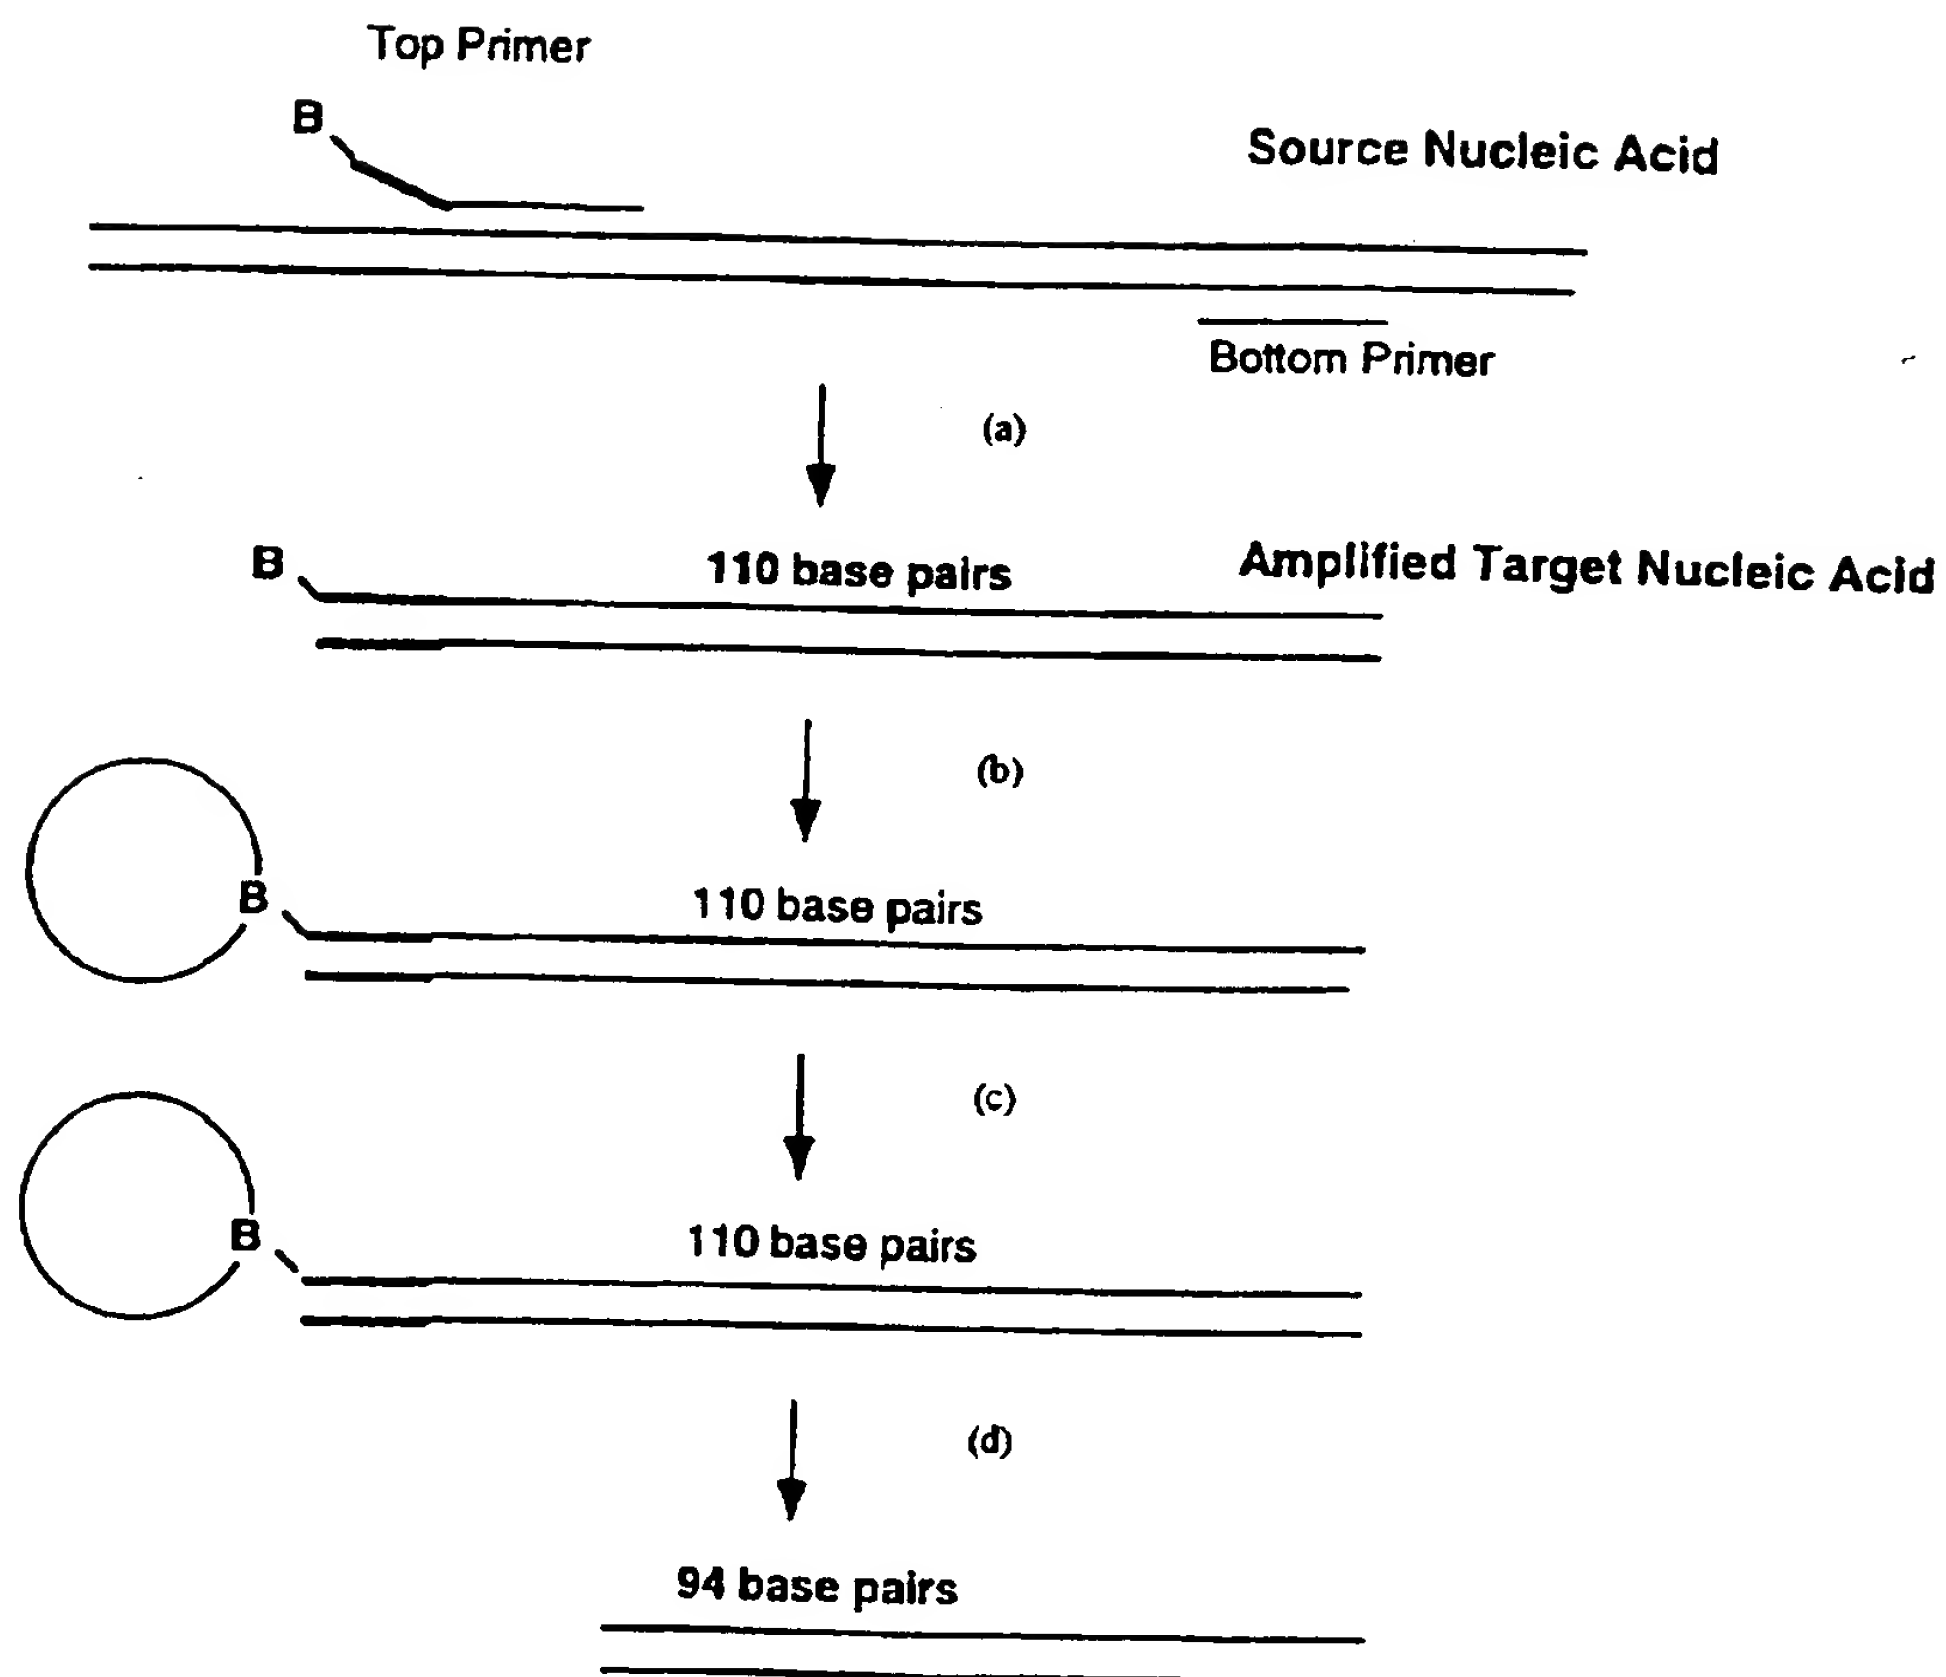 Top Primer
B
Source Nucleic Acid
Bottom Primer
(a)
B
110 base pairs
Amplified Target Nucleic Acid
(b)
B
110 base pairs
(c)
B
110 base pairs
(d)
94 base pairs